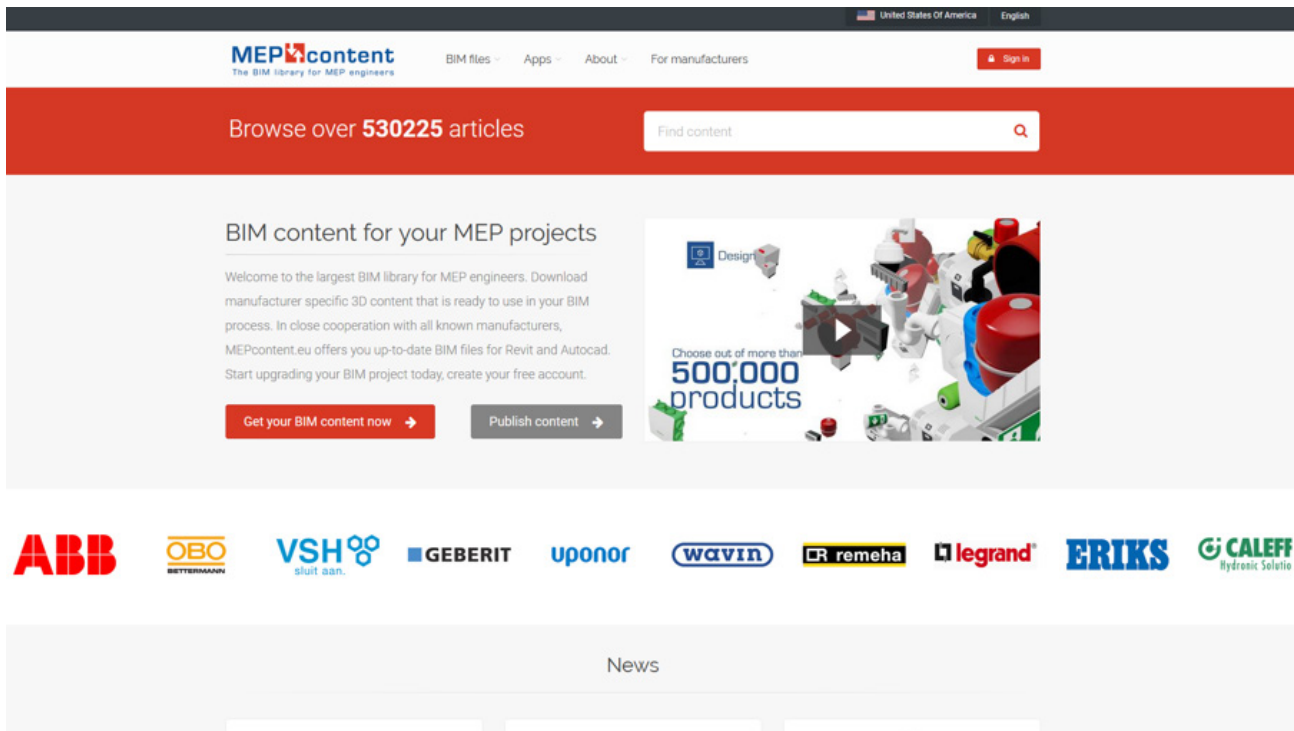 United States Of America English
MEPcontent
The BIM library for MEP engineers
BIM files Apps About For manufacturers
Sign in
Browse over 530225 articles
Find content
BIM content for your MEP projects
Welcome to the largest BIM library for MEP engineers. Download
manufacturer specific 3D content that is ready to use in your BIM
process. In close cooperation with all known manufacturers,
MEPcontent.eu offers you up-to-date BIM files for Revit and Autocad.
Start upgrading your BIM project today, create your free account.
Get your BIM content now
Publish content
Design
Choose out of more than
500.000
products
ABB
OBO
BETTERMANN
VSH
sluit aan.
GEBERIT
uponor
wavin
remeha
legrand
ERIKS
CALEFF
Hydronic Solutio
News